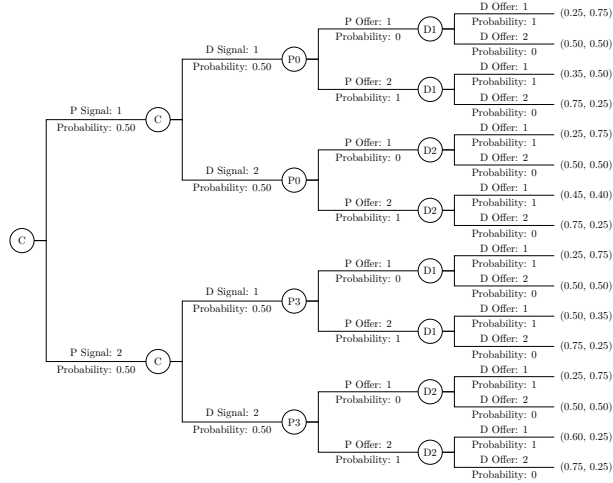 D Offer: 1
(0.25, 0.75)
P Offer: 1
Probability: 1
D1
D Offer: 2
Probability: 0
(0.50, 0.50)
D Signal: 1
Probability: 0
P0
Probability: 0.50
D Offer: 1
(0.35, 0.50)
P Offer: 2
Probability: 1
D1
D Offer: 2
Probability: 1
(0.75, 0.25)
P Signal: 1
Probability: 0
C
Probability: 0.50
D Offer: 1
(0.25, 0.75)
P Offer: 1
Probability: 1
D2
D Offer: 2
Probability: 0
(0.50, 0.50)
D Signal: 2
Probability: 0
P0
Probability: 0.50
D Offer: 1
(0.45, 0.40)
P Offer: 2
Probability: 1
D2
D Offer: 2
Probability: 1
(0.75, 0.25)
Probability: 0
C
D Offer: 1
(0.25, 0.75)
P Offer: 1
Probability: 1
D1
D Offer: 2
Probability: 0
(0.50, 0.50)
D Signal: 1
Probability: 0
P3
Probability: 0.50
D Offer: 1
(0.50, 0.35)
P Offer: 2
Probability: 1
D1
D Offer: 2
Probability: 1
(0.75, 0.25)
P Signal: 2
Probability: 0
C
Probability: 0.50
D Offer: 1
(0.25, 0.75)
P Offer: 1
Probability: 1
D2
D Offer: 2
Probability: 0
(0.50, 0.50)
D Signal: 2
Probability: 0
P3
Probability: 0.50
D Offer: 1
(0.60, 0.25)
P Offer: 2
Probability: 1
D2
D Offer: 2
Probability: 1
(0.75, 0.25)
Probability: 0